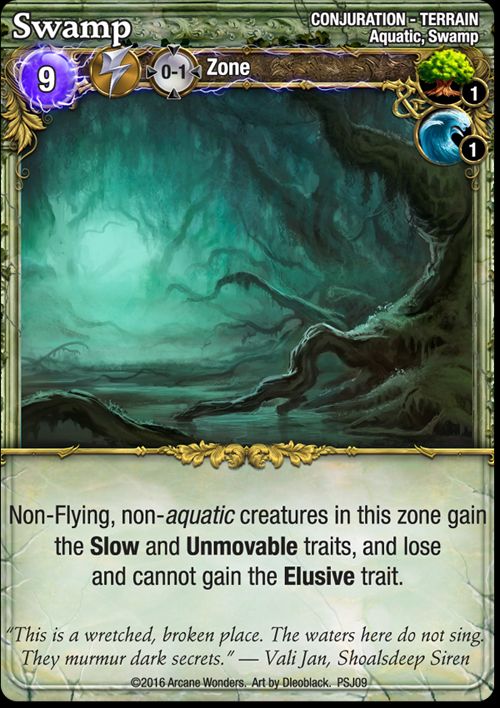 Swamp
CONJURATION - TERRAIN
Aquatic, Swamp
9
0-1 Zone
1
1
Non-Flying, non-aquatic creatures in this zone gain
the Slow and Unmovable traits, and lose
and cannot gain the Elusive trait.
“This is a wretched, broken place. The waters here do not sing.
They murmur dark secrets.” — Vali Jan, Shoalsdeep Siren
©2016 Arcane Wonders. Art by Dleoblack. PSJ09